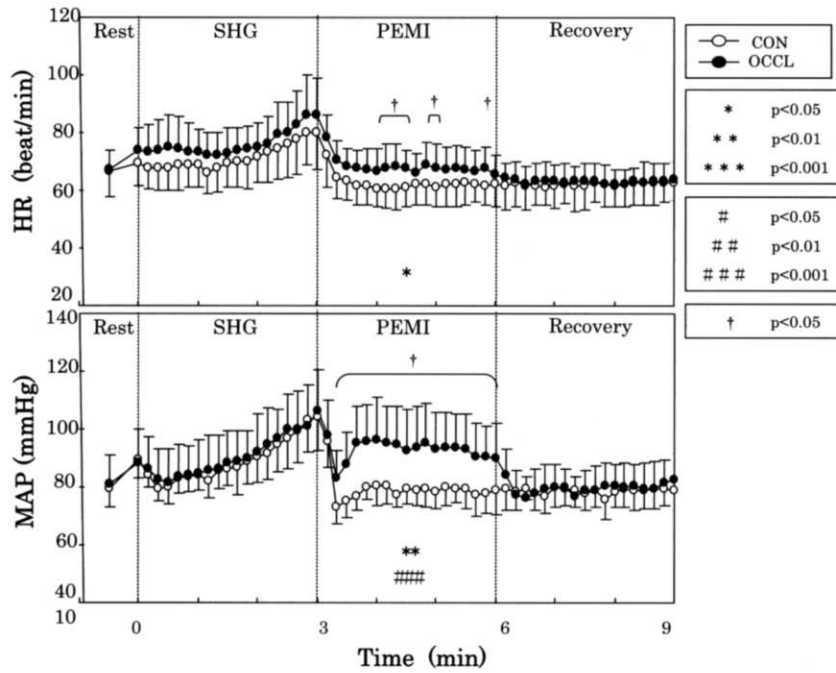 120
Rest SHG PEMI Recovery
100
† † †
80
60
40
*
20
HR (beat/min)
CON
OCCL
* p<0.05
** p<0.01
*** p<0.001
# p<0.05
## p<0.01
### p<0.001
† p<0.05
140
Rest SHG PEMI Recovery
120
†
100
80
60
**
####
40
10
MAP (mmHg)
0 3 6 9
Time (min)